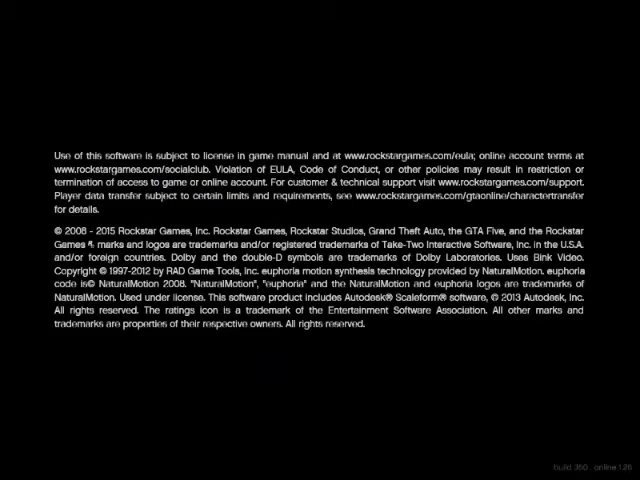 Use of this software is subject to license in game manual and at www.rockstargames.com/eula; online account terms at
www.rockstargames.com/socialclub. Violation of EULA, Code of Conduct, or other policies may result in restriction or
termination of access to game or online account. For customer & technical support visit www.rockstargames.com/support.
Player data transfer subject to certain limits and requirements, see www.rockstargames.com/gtaonline/charactertransfer
for details.
© 2008 - 2015 Rockstar Games, Inc. Rockstar Games, Rockstar Studios, Grand Theft Auto, the GTA Five, and the Rockstar
Games R* marks and logos are trademarks and/or registered trademarks of Take-Two Interactive Software, Inc. in the U.S.A.
and/or foreign countries. Dolby and the double-D symbols are trademarks of Dolby Laboratories. Uses Bink Video.
Copyright © 1997-2012 by RAD Game Tools, Inc. euphoria motion synthesis technology provided by NaturalMotion. euphoria
code is© NaturalMotion 2008. "NaturalMotion", "euphoria" and the NaturalMotion and euphoria logos are trademarks of
NaturalMotion. Used under license. This software product includes Autodesk® Scaleform® software, © 2013 Autodesk, Inc.
All rights reserved. The ratings icon is a trademark of the Entertainment Software Association. All other marks and
trademarks are properties of their respective owners. All rights reserved.
build 350 . online 1.26